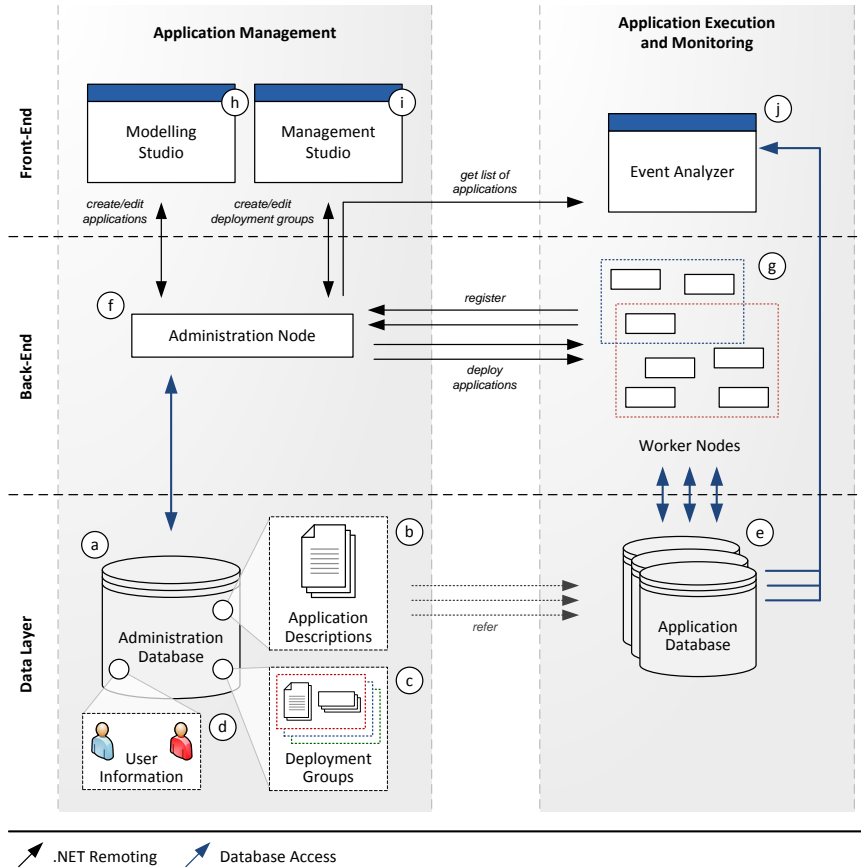 Application Management
Application Execution
and Monitoring
Front-End
h
Modelling
Studio
i
Management
Studio
j
Event Analyzer
create/edit
applications
create/edit
deployment groups
get list of
applications
Back-End
f
Administration Node
register
deploy
applications
g
Worker Nodes
Data Layer
a
Administration
Database
b
Application
Descriptions
c
Deployment
Groups
d
User
Information
refer
e
Application
Database
.NET Remoting
Database Access